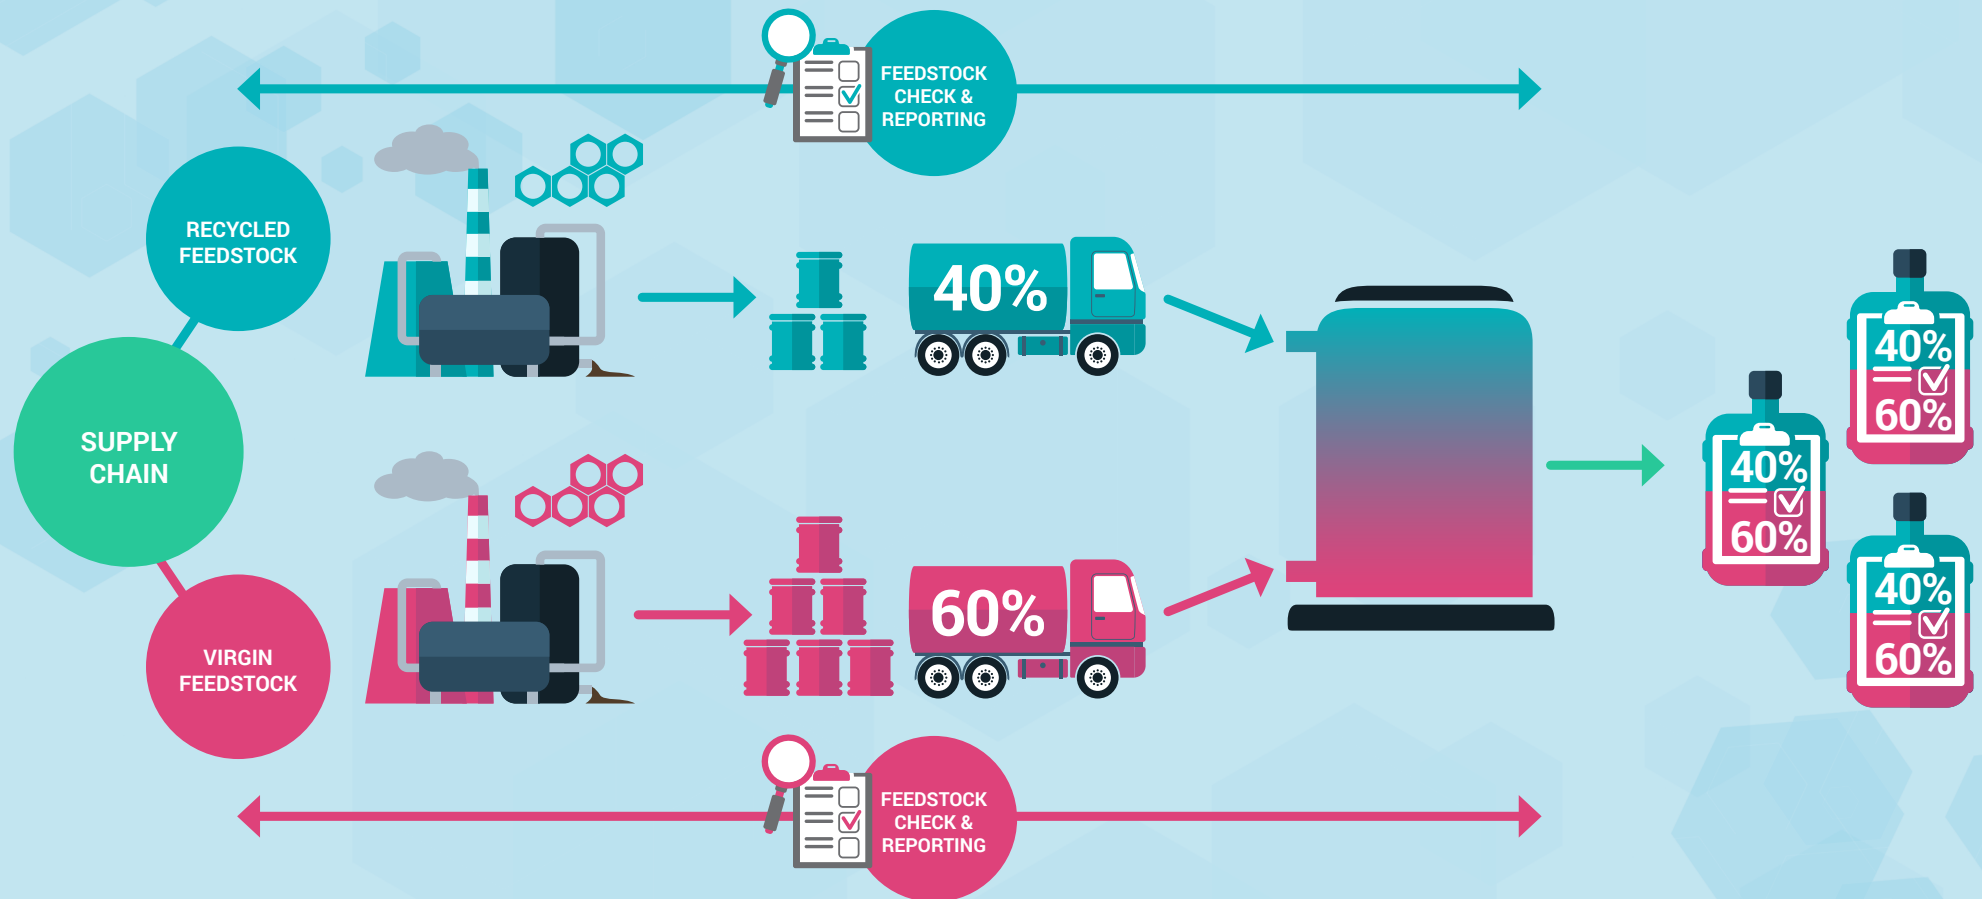 FEEDSTOCK
CHECK &
REPORTING
RECYCLED
FEEDSTOCK
40%
SUPPLY
CHAIN
40%
60%
40%
60%
40%
60%
60%
VIRGIN
FEEDSTOCK
FEEDSTOCK
CHECK &
REPORTING